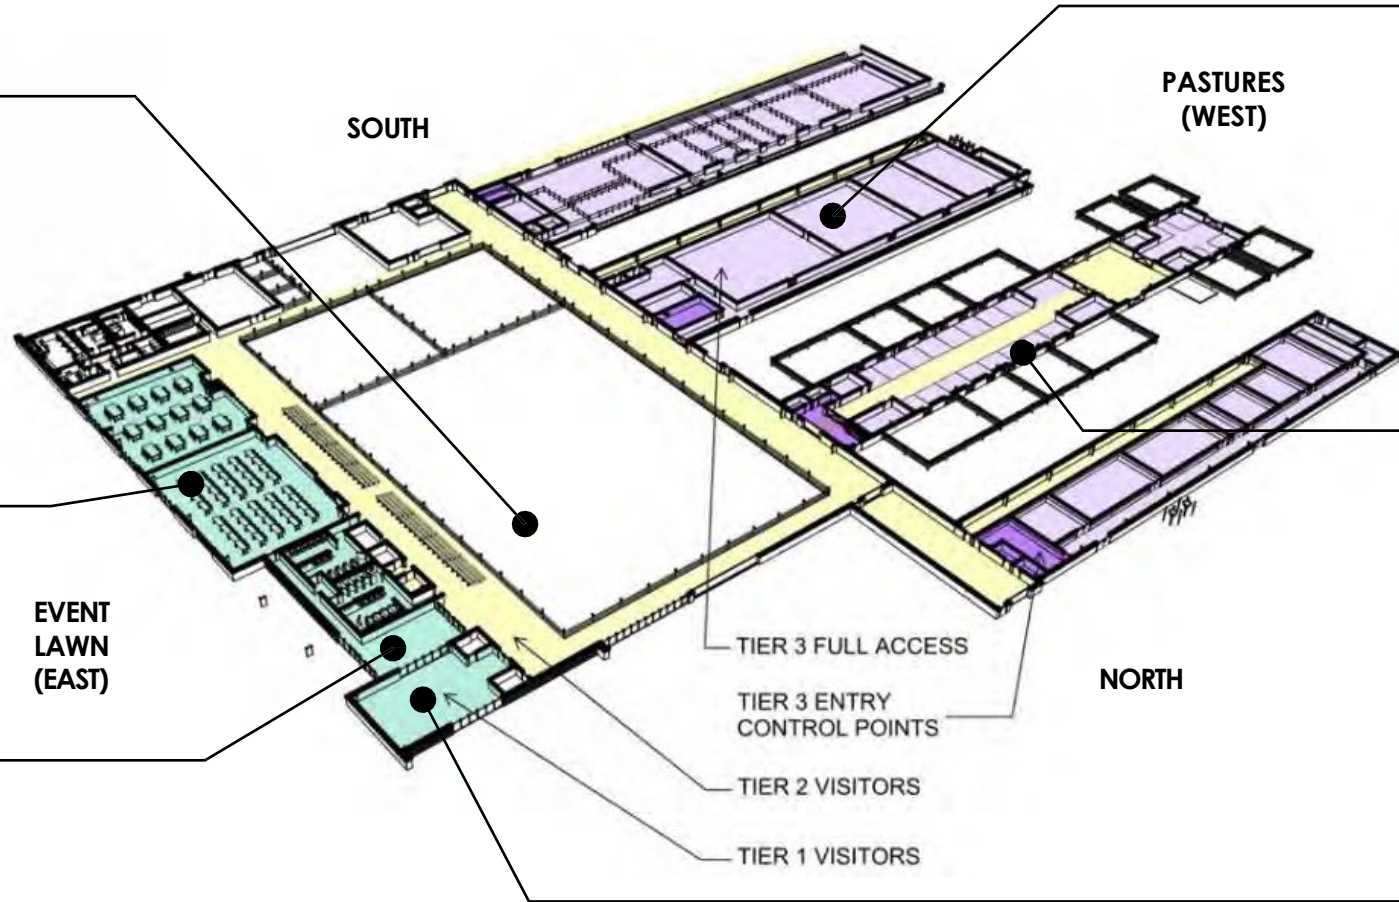 SOUTH
PASTURES
(WEST)
EVENT
LAWN
(EAST)
TIER 3 FULL ACCESS
NORTH
TIER 3 ENTRY
CONTROL POINTS
TIER 2 VISITORS
TIER 1 VISITORS